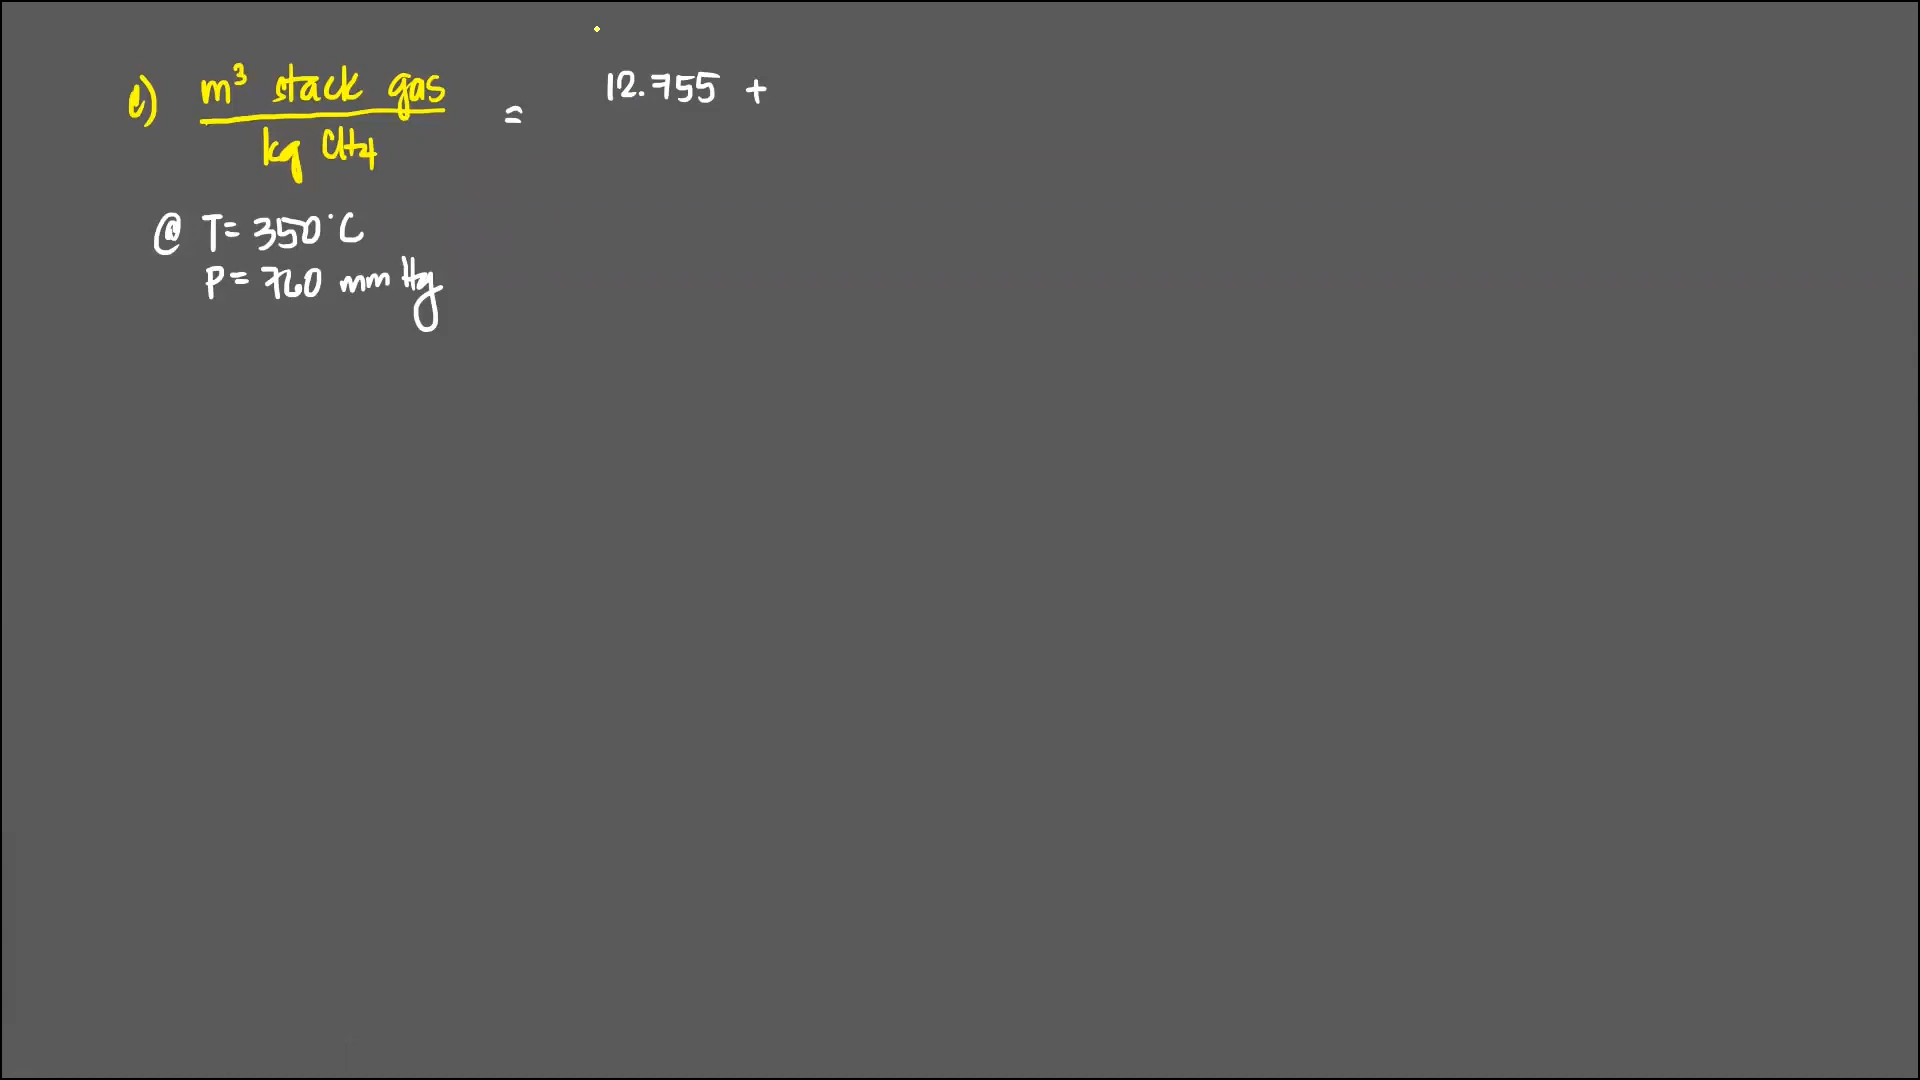 e) m³ stack gas / kg CH4 = 12.755 +
@ T= 350°C
P= 760 mm Hg